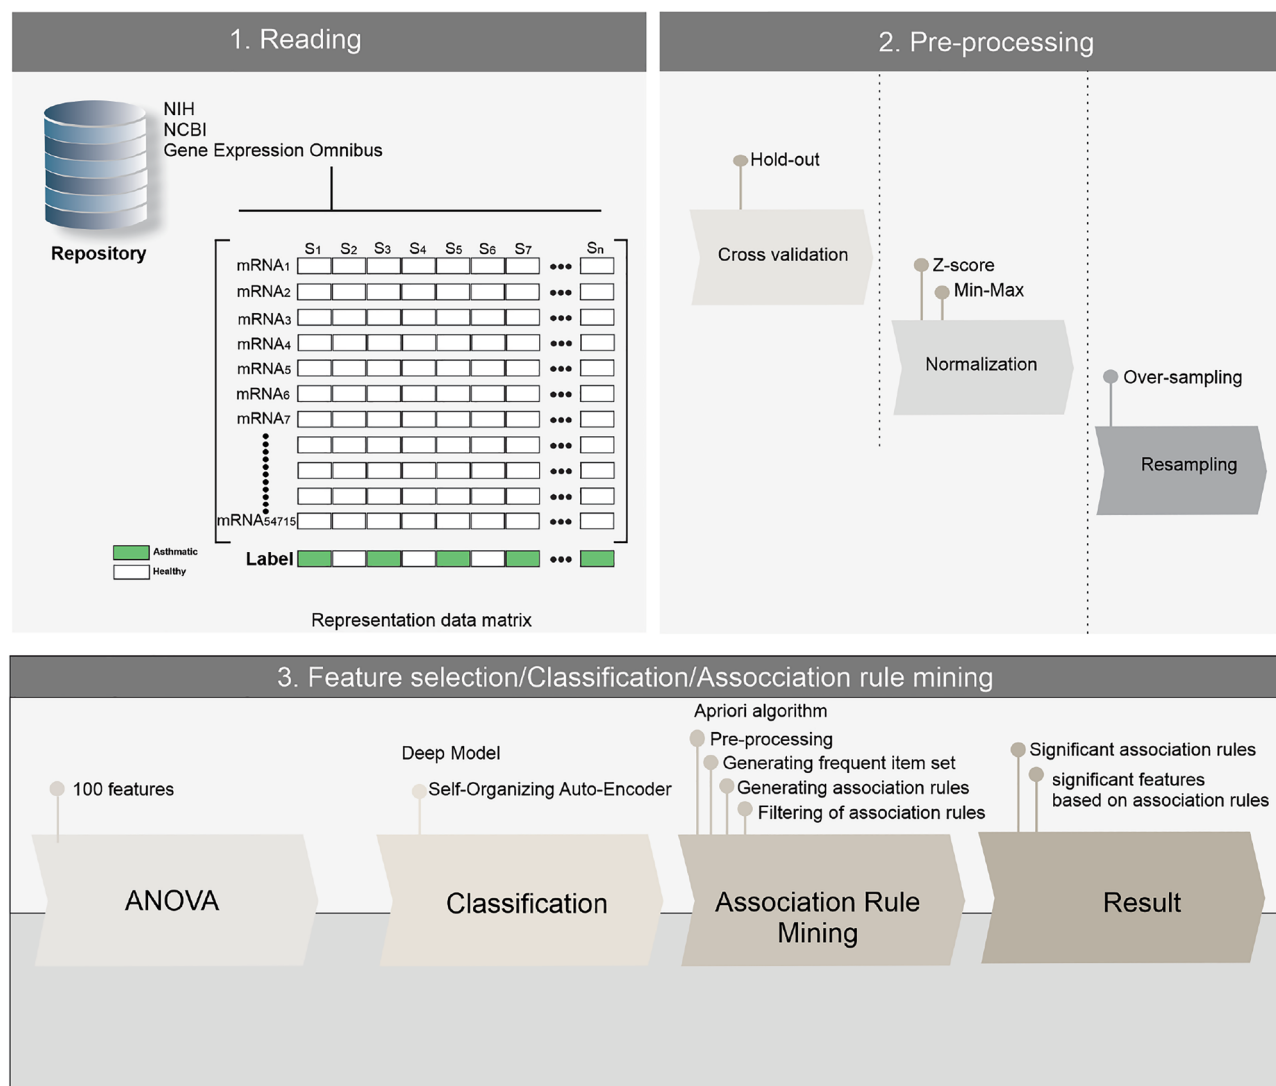 1. Reading
NIH
NCBI
Gene Expression Omnibus
Repository
S1 S2 S3 S4 S5 S6 S7 Sn
mRNA1
mRNA2
mRNA3
mRNA4
mRNA5
mRNA6
mRNA7
mRNA54715
Asthmatic
Healthy
Label
Representation data matrix
2. Pre-processing
Hold-out
Cross validation
Z-score
Min-Max
Normalization
Over-sampling
Resampling
3. Feature selection/Classification/Assocciation rule mining
100 features
ANOVA
Deep Model
Self-Organizing Auto-Encoder
Classification
Apriori algorithm
Pre-processing
Generating frequent item set
Generating association rules
Filtering of association rules
Association Rule
Mining
Significant association rules
significant features
based on association rules
Result